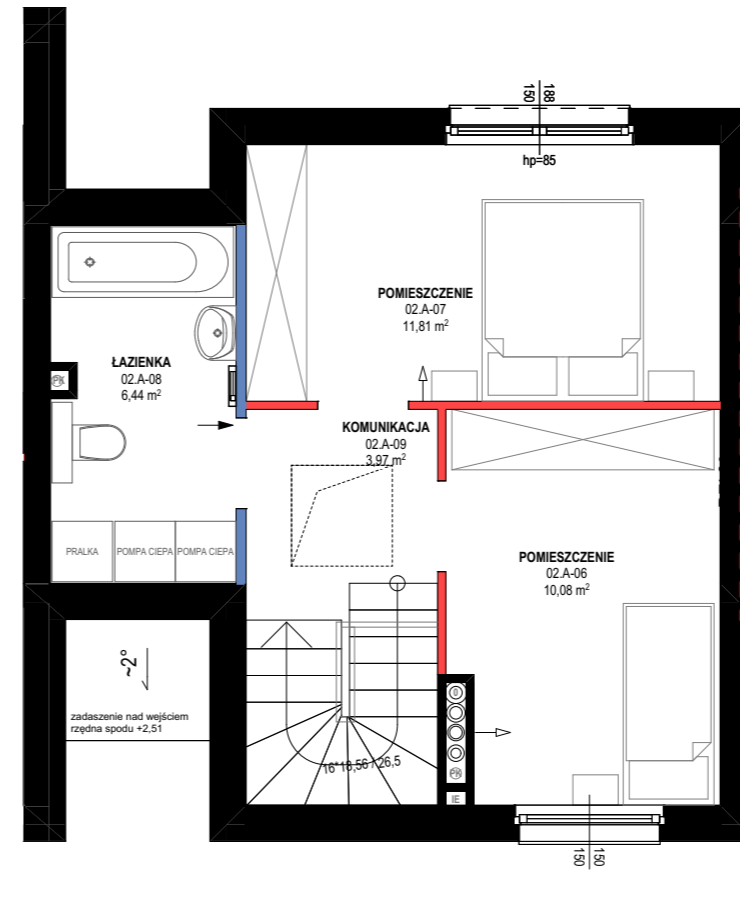 150
188
hp=85
POMIESZCZENIE
02.A-07
11,81 m²
ŁAZIENKA
02.A-08
6,44 m²
PK
KOMUNIKACJA
02.A-09
3,97 m²
PRALKA
POMPA CIEPA
POMPA CIEPA
POMIESZCZENIE
02.A-06
10,08 m²
~2°
zadaszenie nad wejściem
rzędna spodu +2,51
16*18,56 / 26,5
PK
IE
150
150